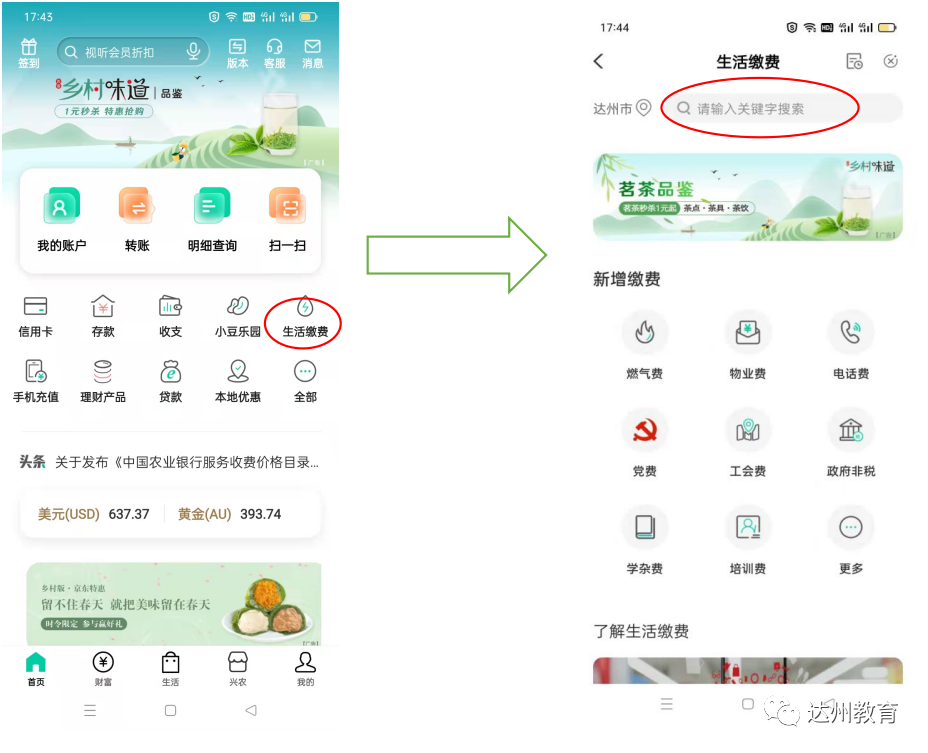 17:43
签到
视听会员折扣
版本
客服
消息
乡村味道 | 品鉴
1元秒杀 特惠抢购
【广告】
我的账户
转账
明细查询
扫一扫
信用卡
存款
收支
小豆乐园
生活缴费
手机充值
理财产品
贷款
本地优惠
全部
头条 关于发布《中国农业银行服务收费价格目录...
美元(USD) 637.37
黄金(AU) 393.74
乡村版·京东特惠
留不住春天 就把美味留在春天
时令限定 参与赢好礼
【广告】
首页
财富
生活
兴农
我的
17:44
生活缴费
达州市
请输入关键字搜索
乡村味道
茗茶品鉴
茗茶秒杀1元起 茶点·茶具·茶饮
【广告】
新增缴费
燃气费
物业费
电话费
党费
工会费
政府非税
学杂费
培训费
更多
了解生活缴费
达州教育